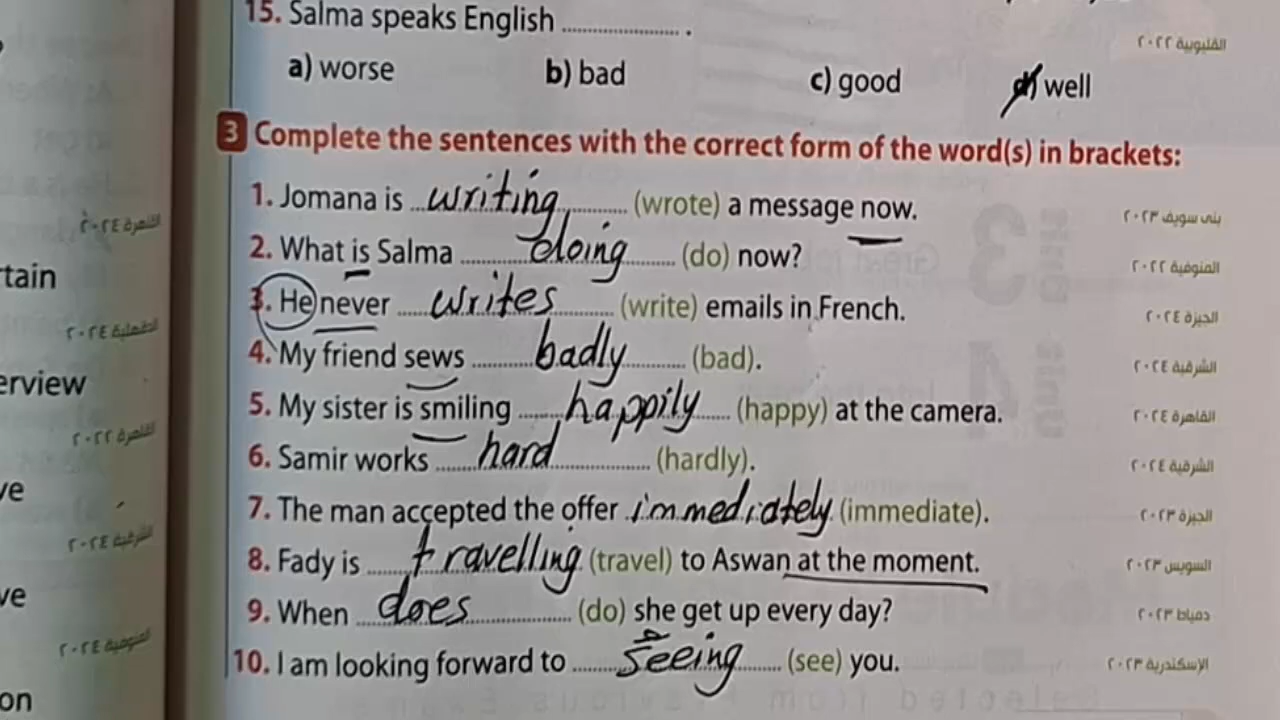 15. Salma speaks English .................... .
القليوبية ٢٠٢٢
a) worse b) bad c) good d) well
3 Complete the sentences with the correct form of the word(s) in brackets:
1. Jomana is writing (wrote) a message now.
بنى سويف ٢٠٢٣
2. What is Salma doing (do) now?
المنوفية ٢٠٢٢
3. He never writes (write) emails in French.
الجيزة ٢٠٢٤
4. My friend sews badly (bad).
الشرقية ٢٠٢٤
5. My sister is smiling happily (happy) at the camera.
القاهرة ٢٠٢٤
6. Samir works hard (hardly).
الشرقية ٢٠٢٤
7. The man accepted the offer immediately (immediate).
الجيزة ٢٠٢٣
8. Fady is travelling (travel) to Aswan at the moment.
السويس ٢٠٢٣
9. When does (do) she get up every day?
دمياط ٢٠٢٣
10. I am looking forward to seeing (see) you.
الإسكندرية ٢٠٢٣
القاهرة ٢٠٢٤
tain
erview
ve
ve
on